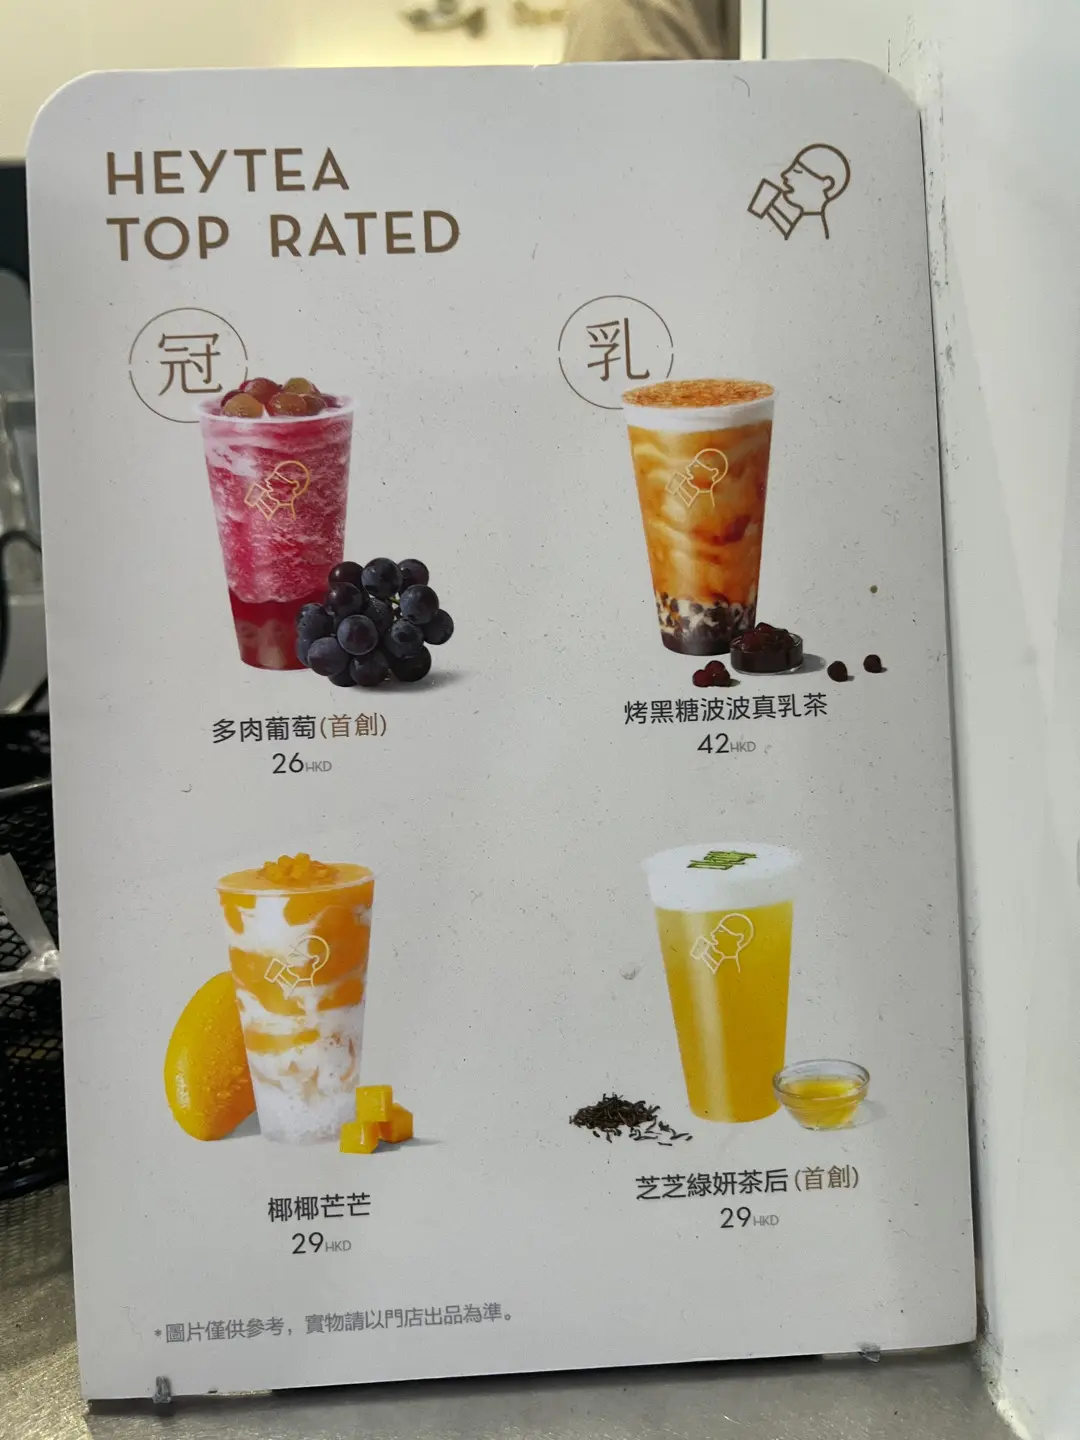 HEYTEA
TOP RATED
冠
乳
多肉葡萄(首創)
26HKD
烤黑糖波波真乳茶
42HKD
椰椰芒芒
29HKD
芝芝綠妍茶后(首創)
29HKD
*圖片僅供參考，實物請以門店出品為準。